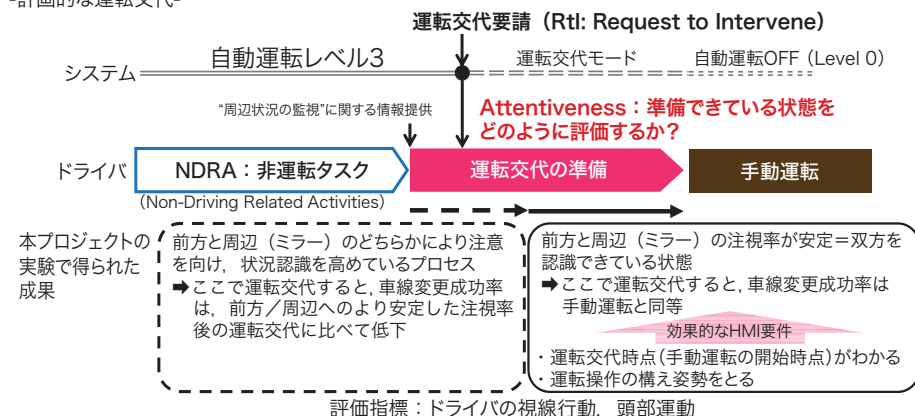 -計画的な運転交代-
運転交代要請（RtI: Request to Intervene）
システム
自動運転レベル3
運転交代モード
自動運転OFF（Level 0）
“周辺状況の監視”に関する情報提供
Attentiveness：準備できている状態を
どのように評価するか？
ドライバ
NDRA：非運転タスク
運転交代の準備
手動運転
(Non-Driving Related Activities)
本プロジェクトの
実験で得られた
成果
前方と周辺（ミラー）のどちらかにより注意
を向け，状況認識を高めているプロセス
➡ここで運転交代すると，車線変更成功率
は，前方／周辺へのより安定した注視率
後の運転交代に比べて低下
前方と周辺（ミラー）の注視率が安定＝双方を
認識できている状態
➡ここで運転交代すると，車線変更成功率は
手動運転と同等
効果的なHMI要件
・運転交代時点（手動運転の開始時点）がわかる
・運転操作の構え姿勢をとる
評価指標：ドライバの視線行動，頭部運動